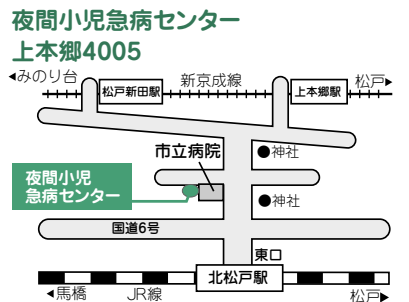 夜間小児急病センター
上本郷4005
◀みのり台
松戸新田駅
新京成線
上本郷駅
松戸▶
市立病院
●神社
夜間小児
急病センター
●神社
国道6号
東口
北松戸駅
◀馬橋
JR線
松戸▶